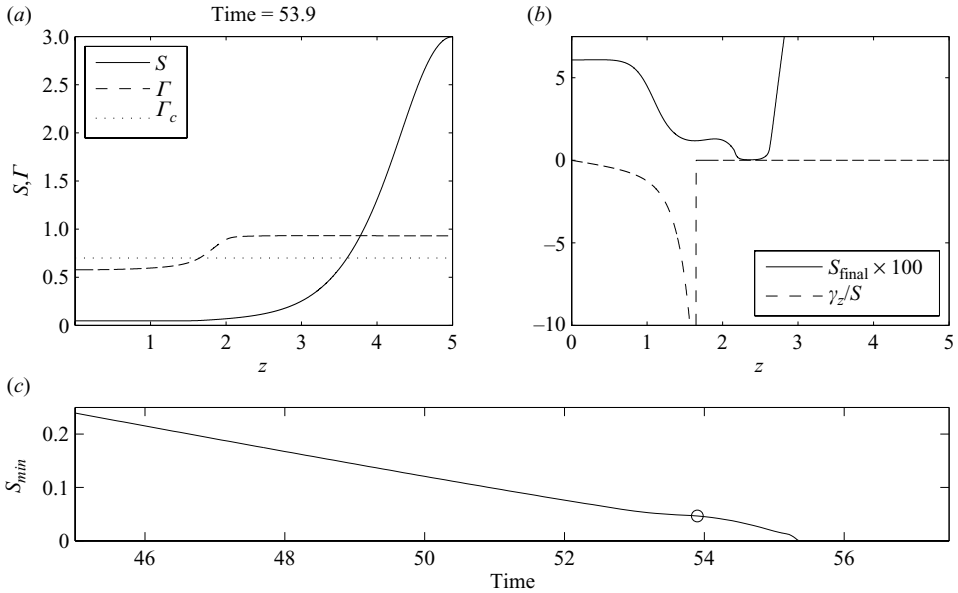 (a)
Time = 53.9
(b)
3.0
2.5
2.0
1.5
1.0
0.5
0
S,Γ
S
Γ
Γc
1 2 3 4 5
z
5
0
−5
−10
S_final × 100
γz/S
0 1 2 3 4 5
z
(c)
0.2
0.1
0
S_min
46 48 50 52 54 56
Time